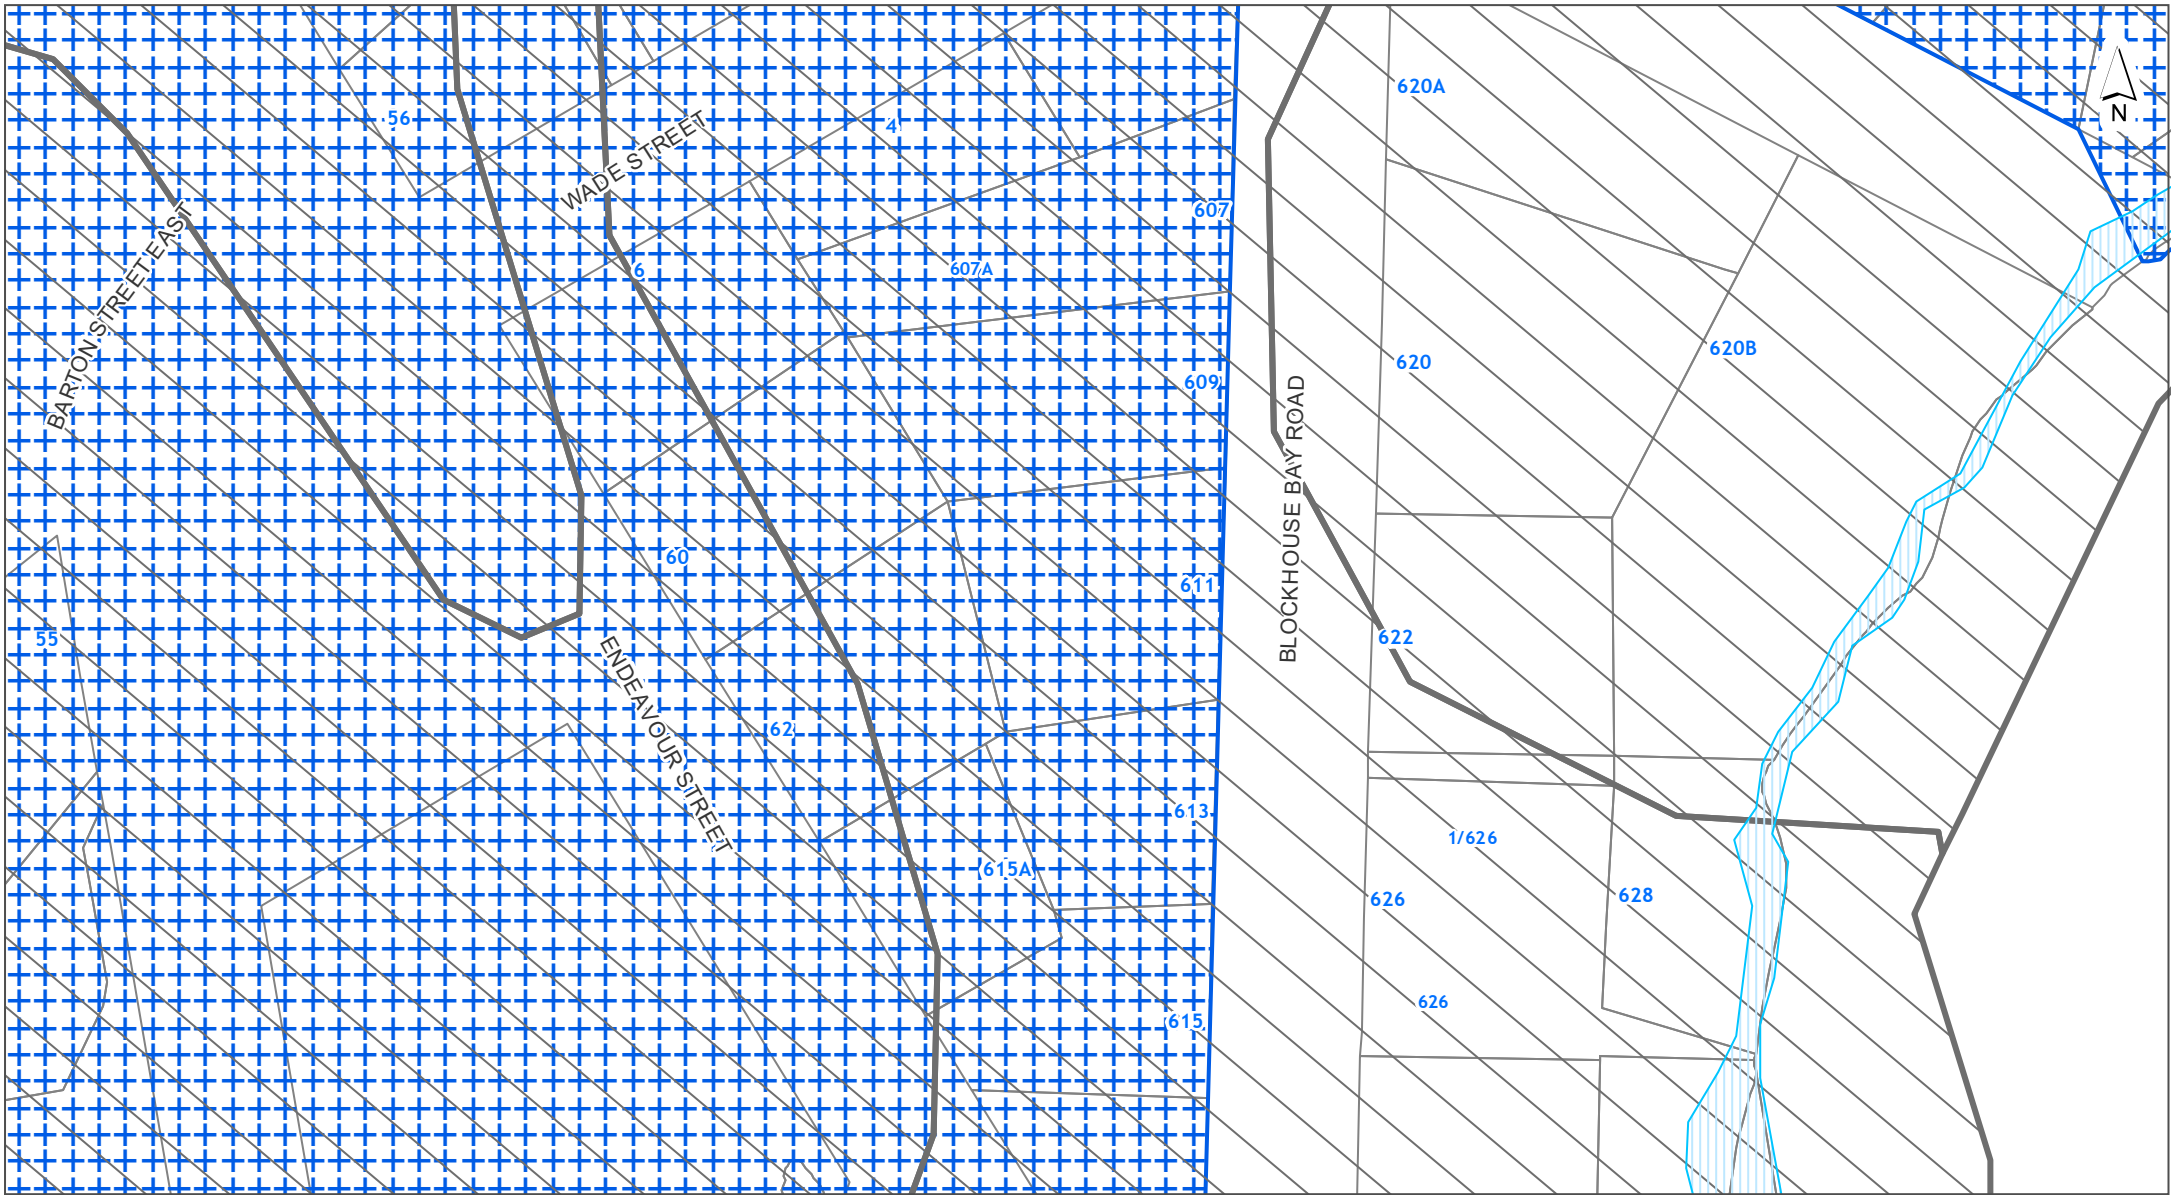 620A
N
56
WADE STREET
4
BARTON STREET EAST
607
6
607A
620B
620
609
BLOCKHOUSE BAY ROAD
60
611
55
622
ENDEAVOUR STREET
62
613
1/626
615A
628
626
626
615